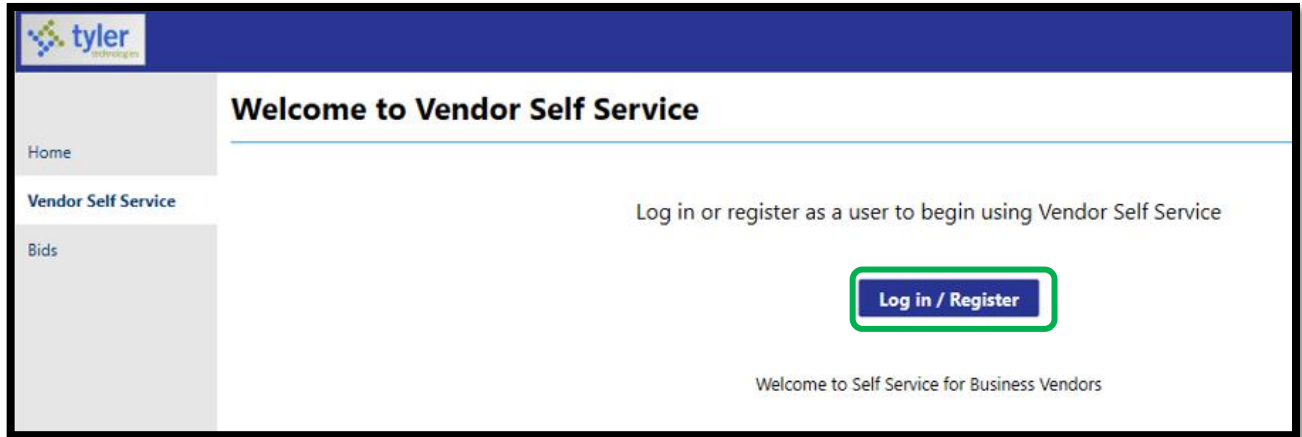 tyler
technologies
Welcome to Vendor Self Service
Home
Vendor Self Service
Bids
Log in or register as a user to begin using Vendor Self Service
Log in / Register
Welcome to Self Service for Business Vendors